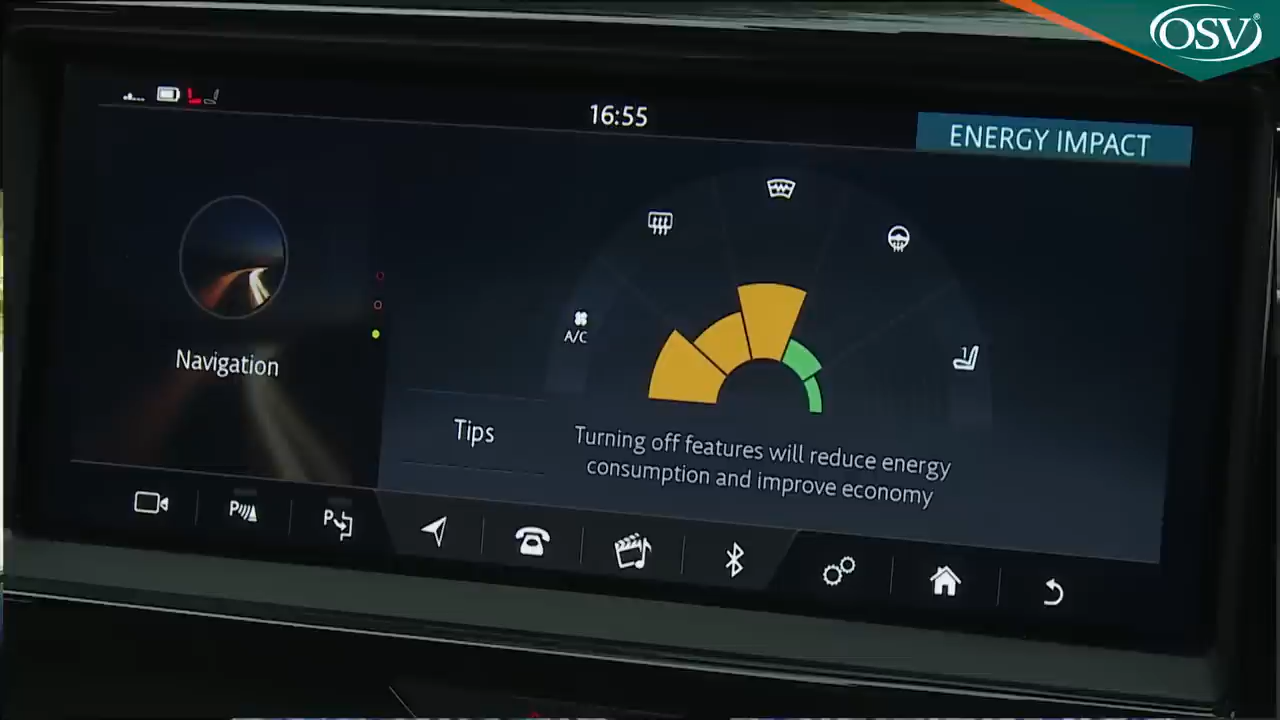 OSV
16:55
ENERGY IMPACT
A/C
Navigation
Tips
Turning off features will reduce energy
consumption and improve economy
P
P